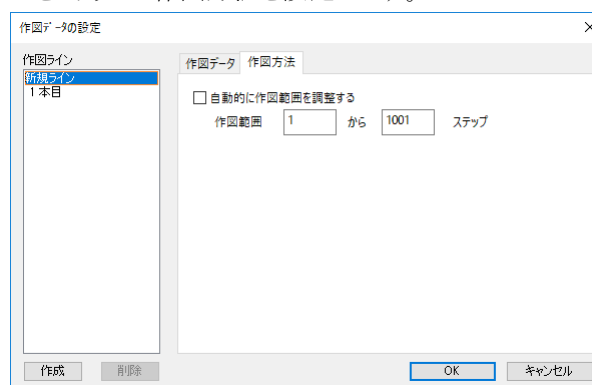 作図ﾃﾞｰﾀの設定
作図ライン
新規ライン
1本目
作図データ 作図方法
自動的に作図範囲を調整する
作図範囲 1 から 1001 ステップ
作成 削除 OK キャンセル